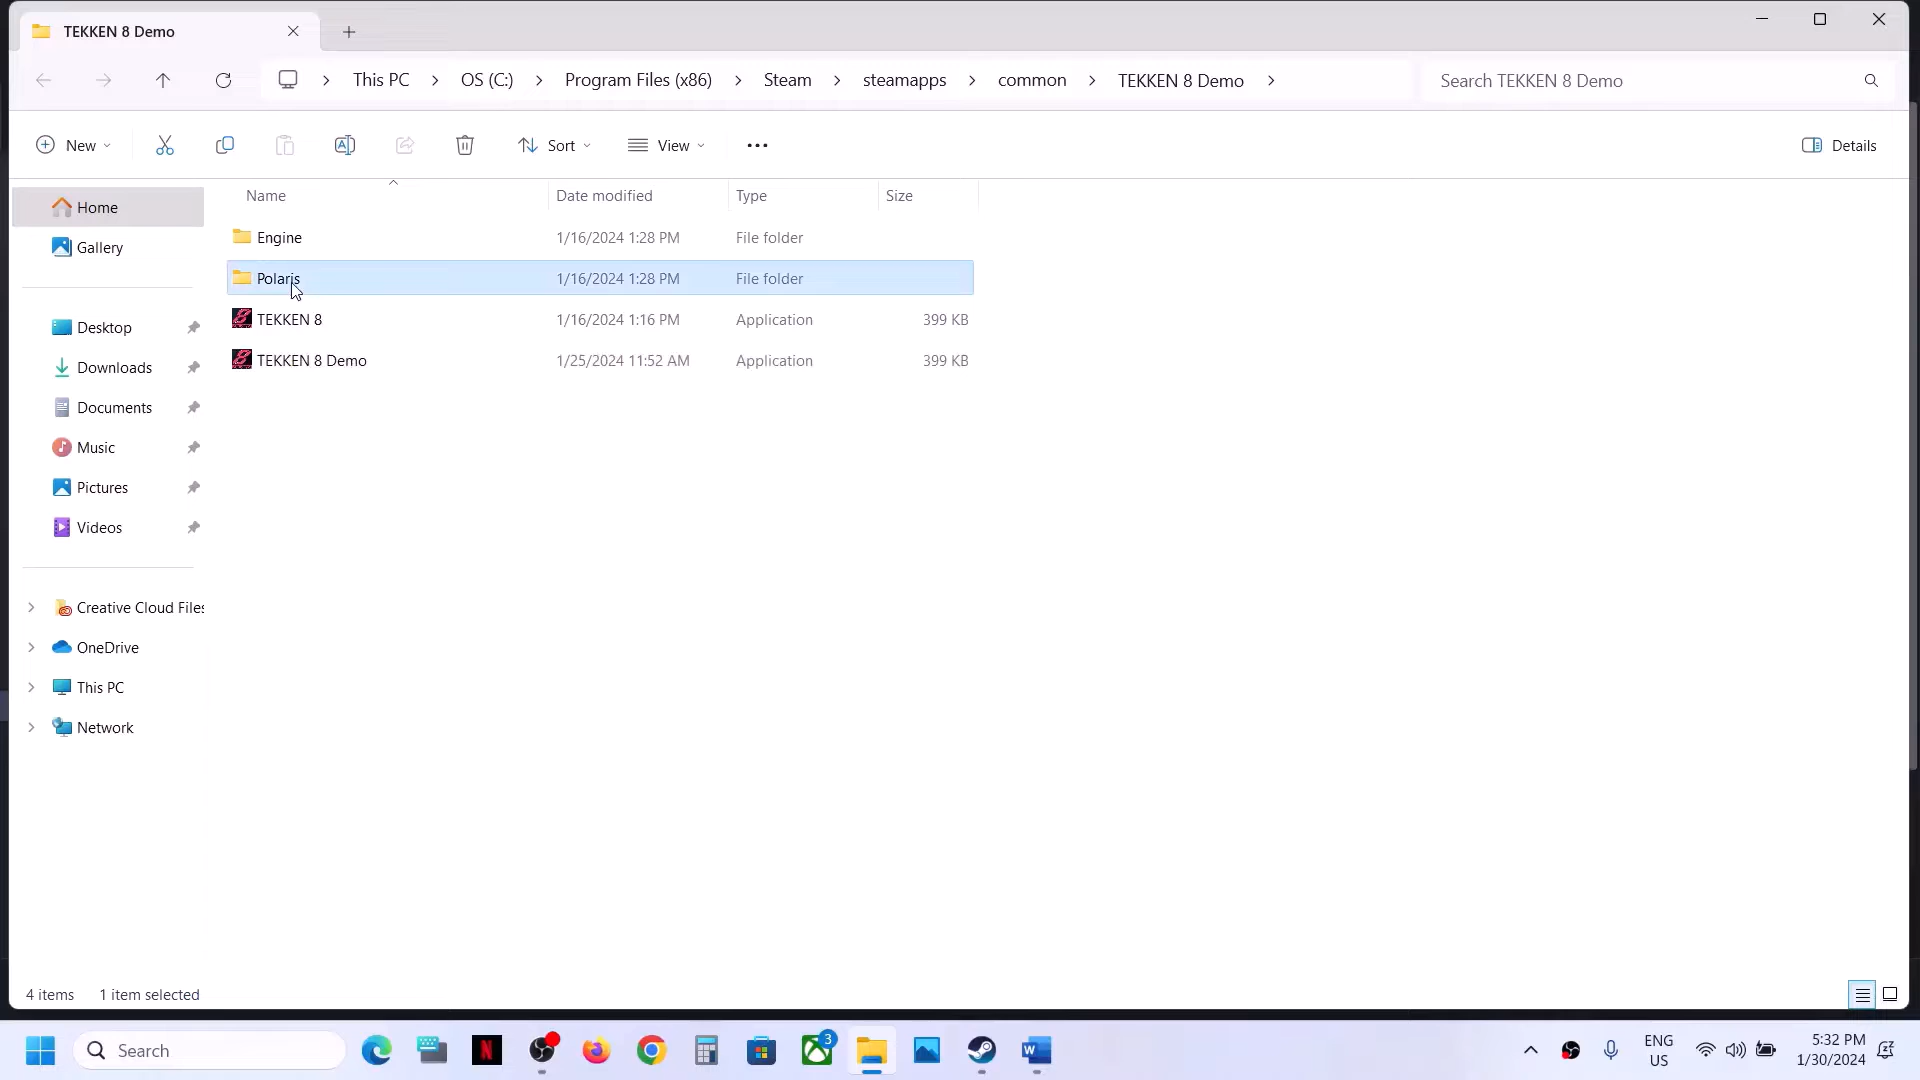 TEKKEN 8 Demo
This PC > OS (C:) > Program Files (x86) > Steam > steamapps > common > TEKKEN 8 Demo >
Search TEKKEN 8 Demo
New
Sort
View
Details
Name Date modified Type Size
Engine 1/16/2024 1:28 PM File folder
Polaris 1/16/2024 1:28 PM File folder
TEKKEN 8 1/16/2024 1:16 PM Application 399 KB
TEKKEN 8 Demo 1/25/2024 11:52 AM Application 399 KB
Home
Gallery
Desktop
Downloads
Documents
Music
Pictures
Videos
Creative Cloud Files
OneDrive
This PC
Network
4 items 1 item selected
Search
3
ENG
US
5:32 PM
1/30/2024